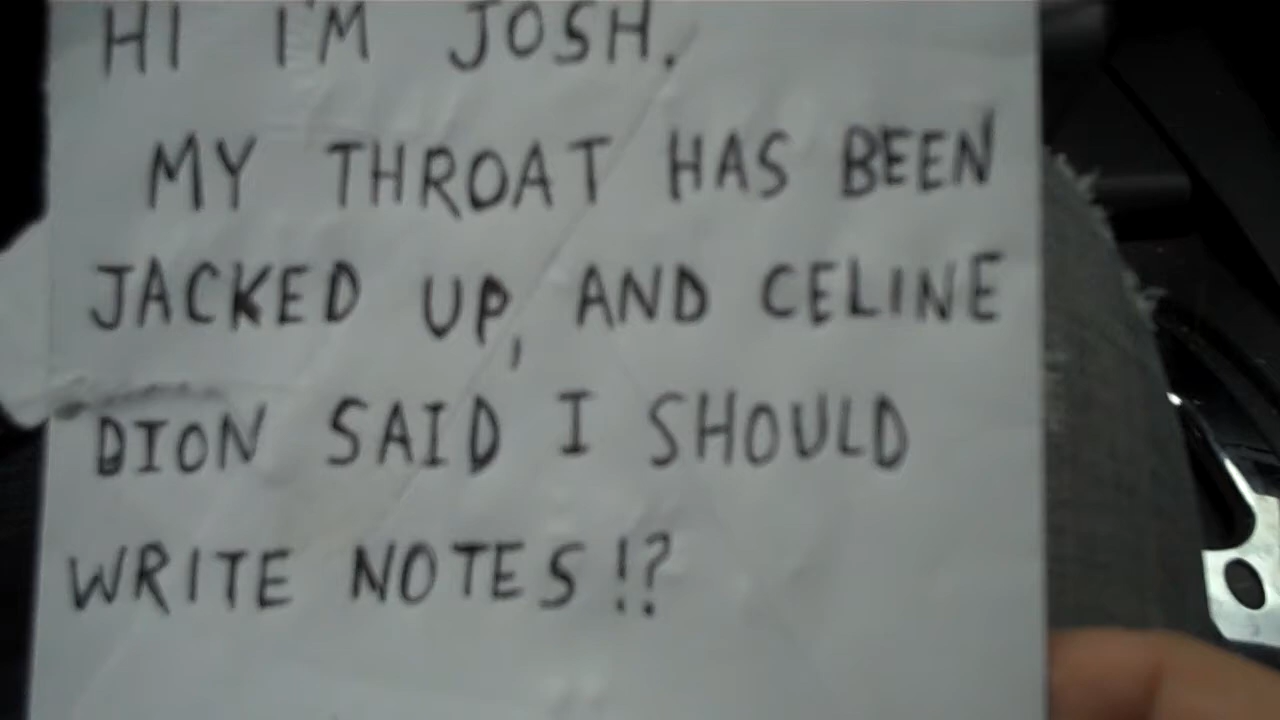 HI I'M JOSH.
MY THROAT HAS BEEN
JACKED UP, AND CELINE
DION SAID I SHOULD
WRITE NOTES!?